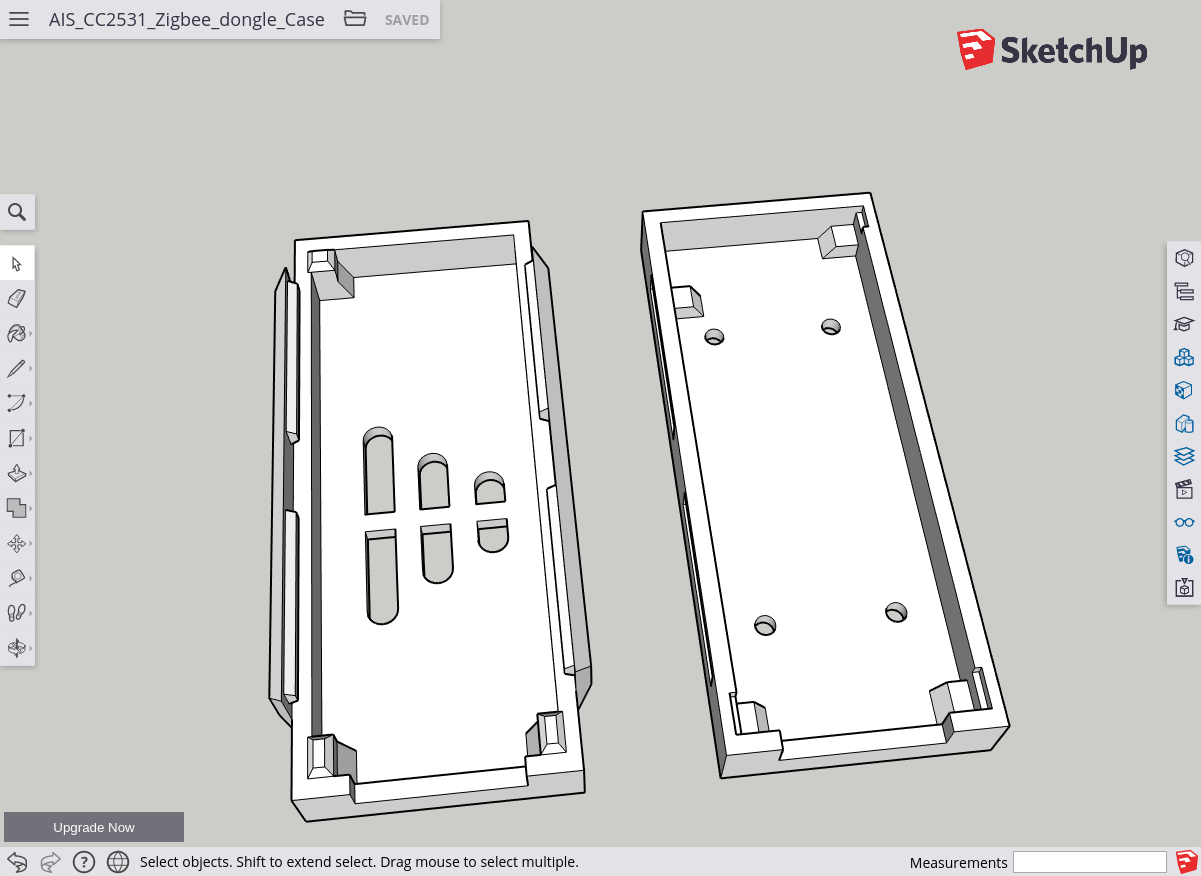 AIS_CC2531_Zigbee_dongle_Case SAVED
SketchUp
Upgrade Now
? Select objects. Shift to extend select. Drag mouse to select multiple. Measurements